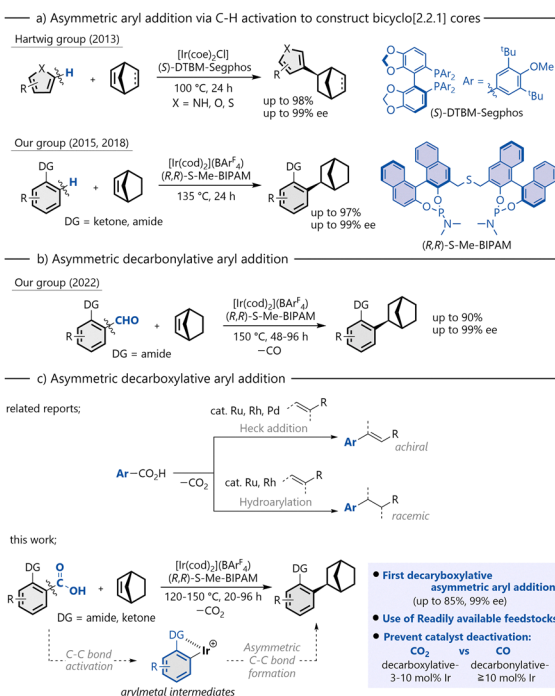 a) Asymmetric aryl addition via C-H activation to construct bicyclo[2.2.1] cores
Hartwig group (2013)
X
H
+
[Ir(coe)2Cl]
(S)-DTBM-Segphos
100 °C, 24 h
X = NH, O, S
R
X
R
up to 98%
up to 99% ee
O
O
O
O
PAr2
PAr2
Ar =
tBu
OMe
tBu
(S)-DTBM-Segphos
Our group (2015, 2018)
DG
H
R
+
DG = ketone, amide
[Ir(cod)2](BArF4)
(R,R)-S-Me-BIPAM
135 °C, 24 h
DG
R
up to 97%
up to 99% ee
S
O
P
O
N
O
P
O
N
(R,R)-S-Me-BIPAM
b) Asymmetric decarbonylative aryl addition
Our group (2022)
DG
CHO
R
+
DG = amide
[Ir(cod)2](BArF4)
(R,R)-S-Me-BIPAM
150 °C, 48-96 h
−CO
DG
R
up to 90%
up to 99% ee
c) Asymmetric decarboxylative aryl addition
related reports;
Ar−CO2H
−CO2
cat. Ru, Rh, Pd
R
Heck addition
Ar
R
achiral
cat. Ru, Rh
R
Hydroarylation
Ar
R
racemic
this work;
DG
O
C
OH
R
+
DG = amide, ketone
[Ir(cod)2](BArF4)
(R,R)-S-Me-BIPAM
120-150 °C, 20-96 h
−CO2
DG
R
C-C bond
activation
DG
Ir
+
R
arylmetal intermediates
Asymmetric
C-C bond
formation
• First decaryboxylative
asymmetric aryl addition
(up to 85%, 99% ee)
• Use of Readily available feedstocks
• Prevent catalyst deactivation:
CO2 vs CO
decarboxylative- decarbonylative-
3-10 mol% Ir ≧10 mol% Ir